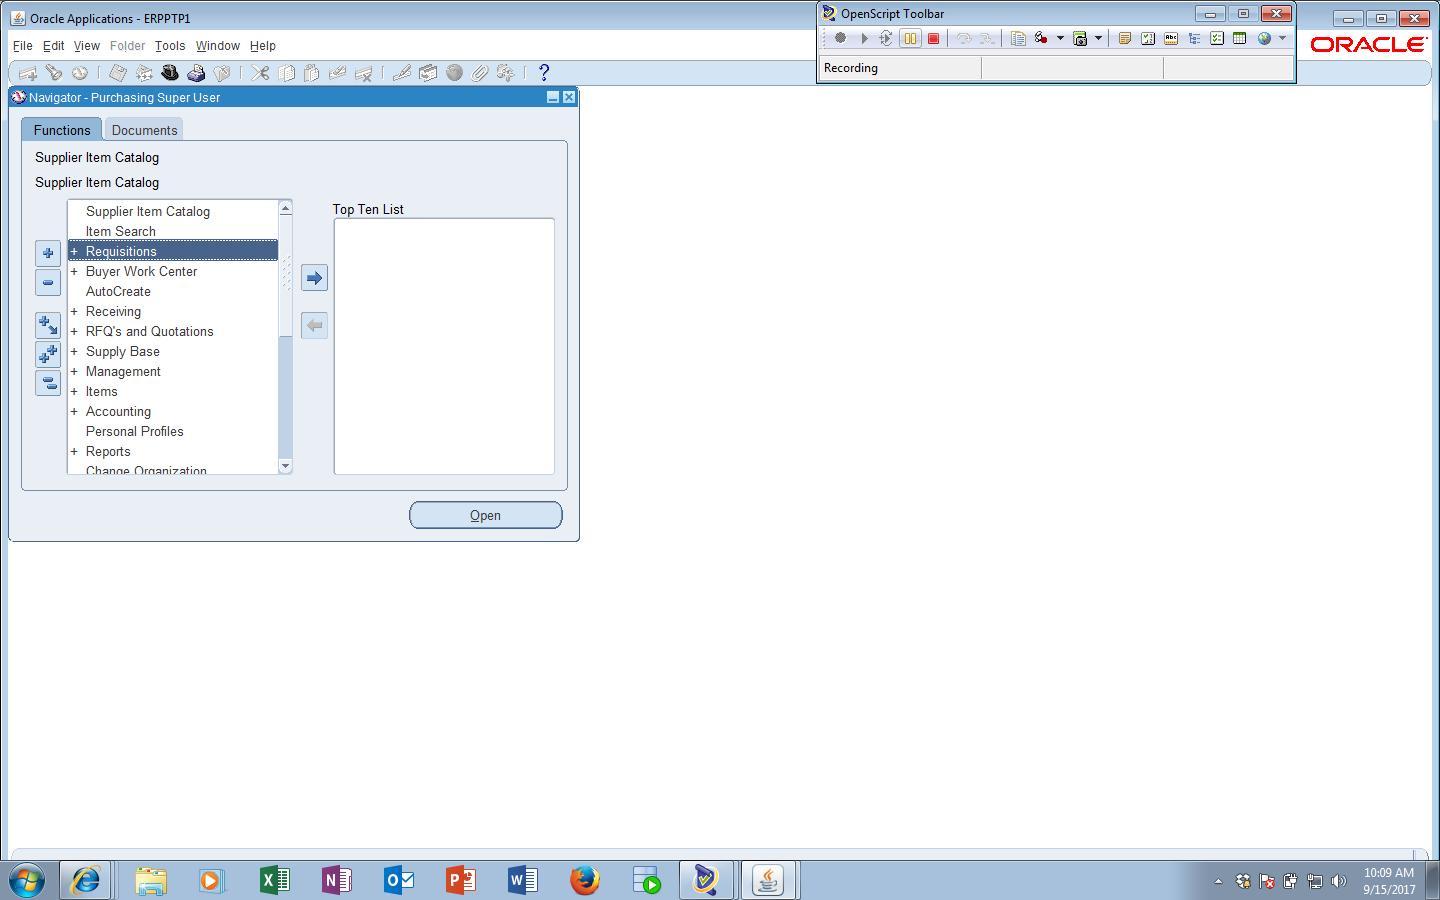 Oracle Applications - ERPPTP1
OpenScript Toolbar
File Edit View Folder Tools Window Help
ORACLE
Recording
Navigator - Purchasing Super User
Functions Documents
Supplier Item Catalog
Supplier Item Catalog
Top Ten List
Supplier Item Catalog
Item Search
+ Requisitions
+ Buyer Work Center
AutoCreate
+ Receiving
+ RFQ's and Quotations
+ Supply Base
+ Management
+ Items
+ Accounting
Personal Profiles
+ Reports
Change Organization
Open
10:09 AM
9/15/2017